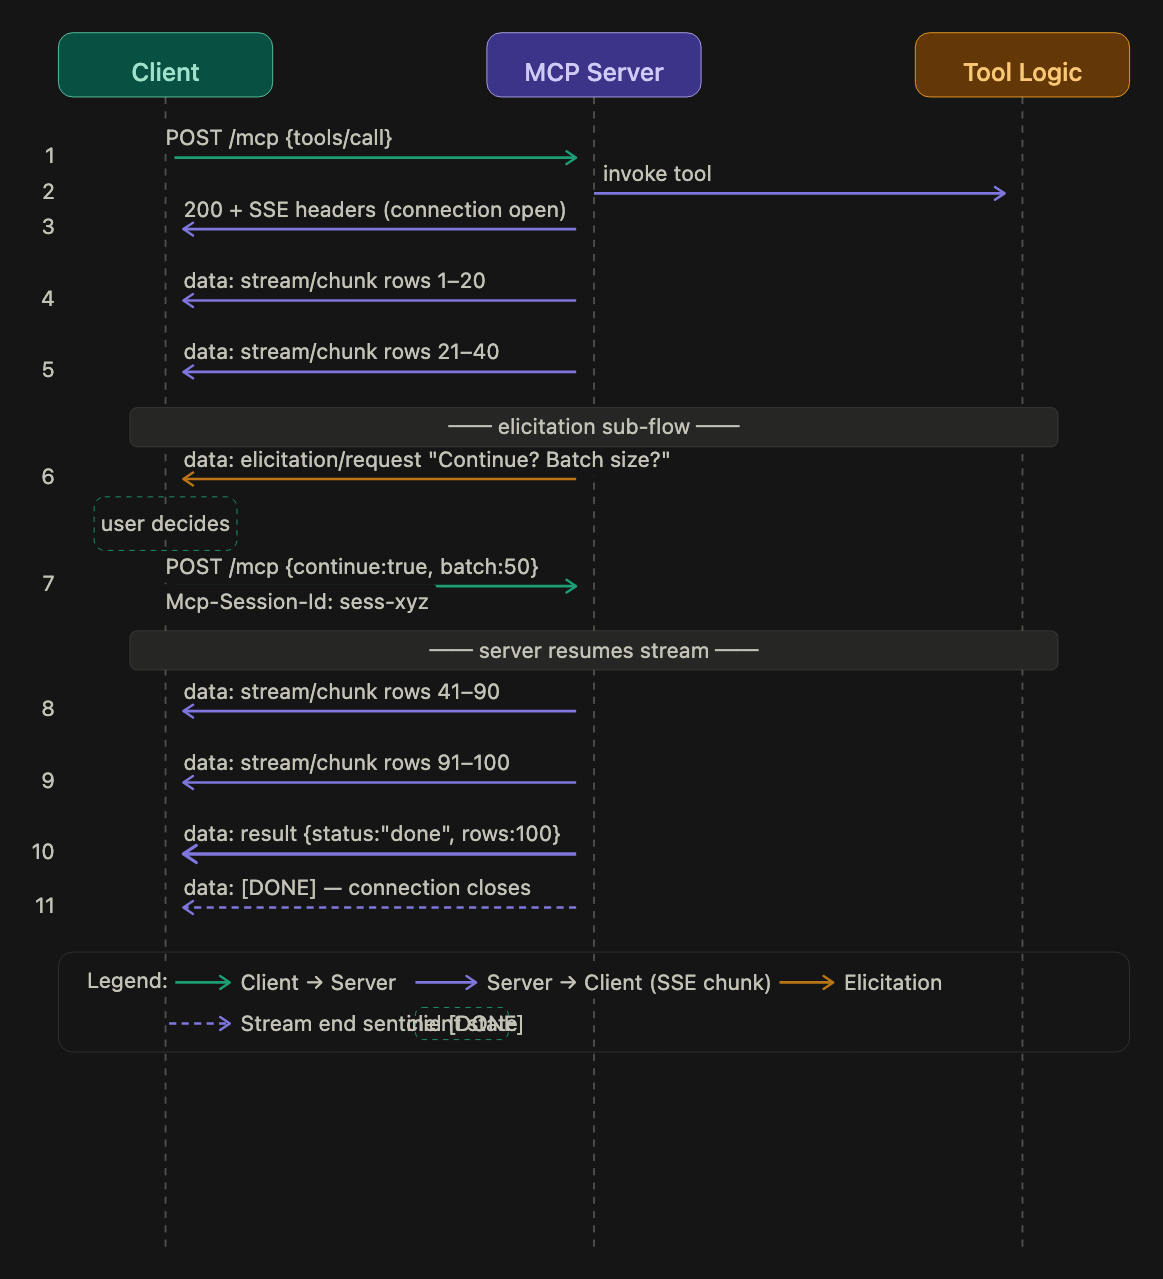 Client
MCP Server
Tool Logic
POST /mcp {tools/call}
1
invoke tool
2
200 + SSE headers (connection open)
3
data: stream/chunk rows 1–20
4
data: stream/chunk rows 21–40
5
—— elicitation sub-flow ——
data: elicitation/request "Continue? Batch size?"
6
user decides
POST /mcp {continue:true, batch:50}
7
Mcp-Session-Id: sess-xyz
—— server resumes stream ——
data: stream/chunk rows 41–90
8
data: stream/chunk rows 91–100
9
data: result {status:"done", rows:100}
10
data: [DONE] — connection closes
11
Legend:
Client → Server
Server → Client (SSE chunk)
Elicitation
Stream end sentinel [DONE]
client state